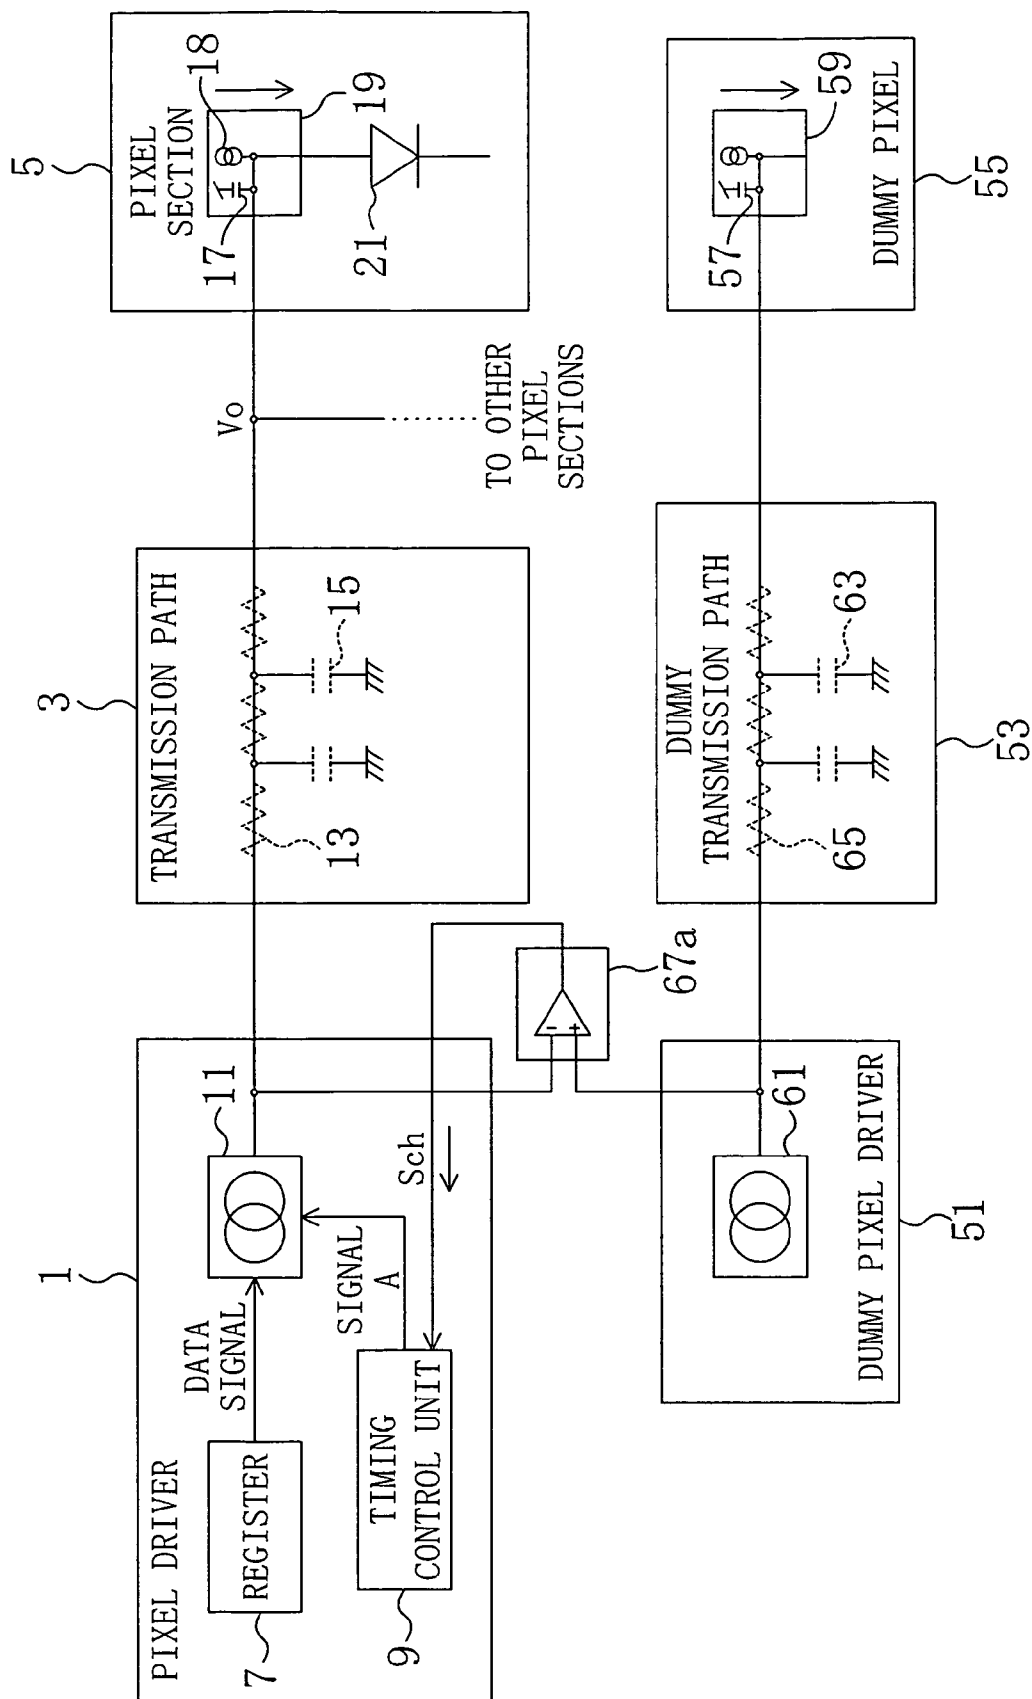 1
PIXEL DRIVER
REGISTER
7
DATA
SIGNAL
11
TIMING
CONTROL UNIT
9
SIGNAL
A
Sch
3
TRANSMISSION PATH
13
15
Vo
TO OTHER
PIXEL
SECTIONS
5
PIXEL
SECTION
17
18
19
21
67a
-
+
61
DUMMY PIXEL DRIVER
51
DUMMY
TRANSMISSION PATH
65
63
53
57
59
DUMMY PIXEL
55